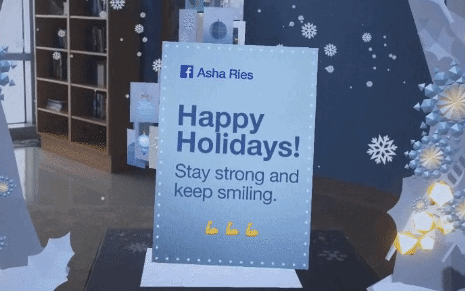 Asha Ries
Happy
Holidays!
Stay strong and
keep smiling.
💪 💪 💪